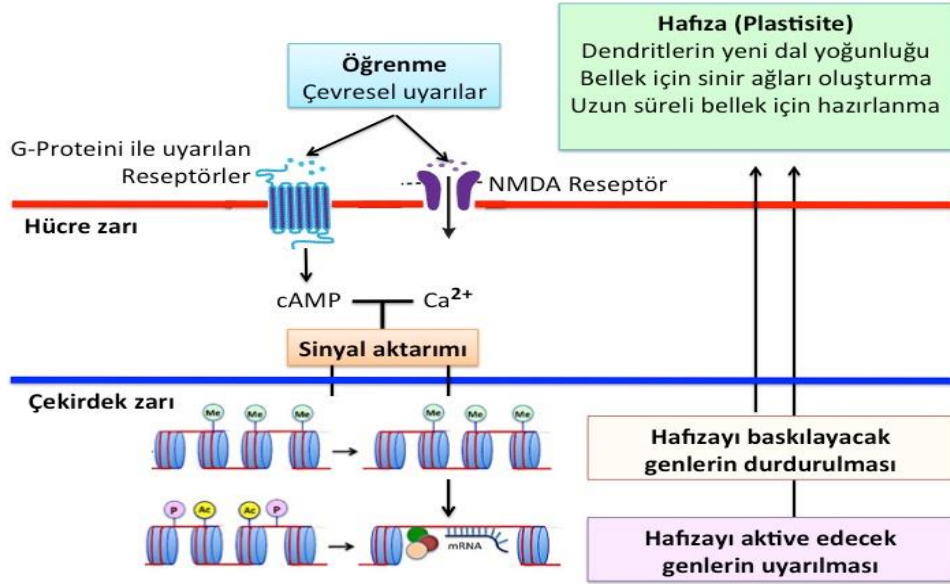 Öğrenme
Çevresel uyarılar
Hafıza (Plastisite)
Dendritlerin yeni dal yoğunluğu
Bellek için sinir ağları oluşturma
Uzun süreli bellek için hazırlanma
G-Proteini ile uyarılan
Reseptörler
NMDA Reseptör
Hücre zarı
cAMP
Ca2+
Sinyal aktarımı
Çekirdek zarı
Me Me Me
Me Me Me
Hafızayı baskılayacak
genlerin durdurulması
P Ac Ac P
mRNA
Hafızayı aktive edecek
genlerin uyarılması